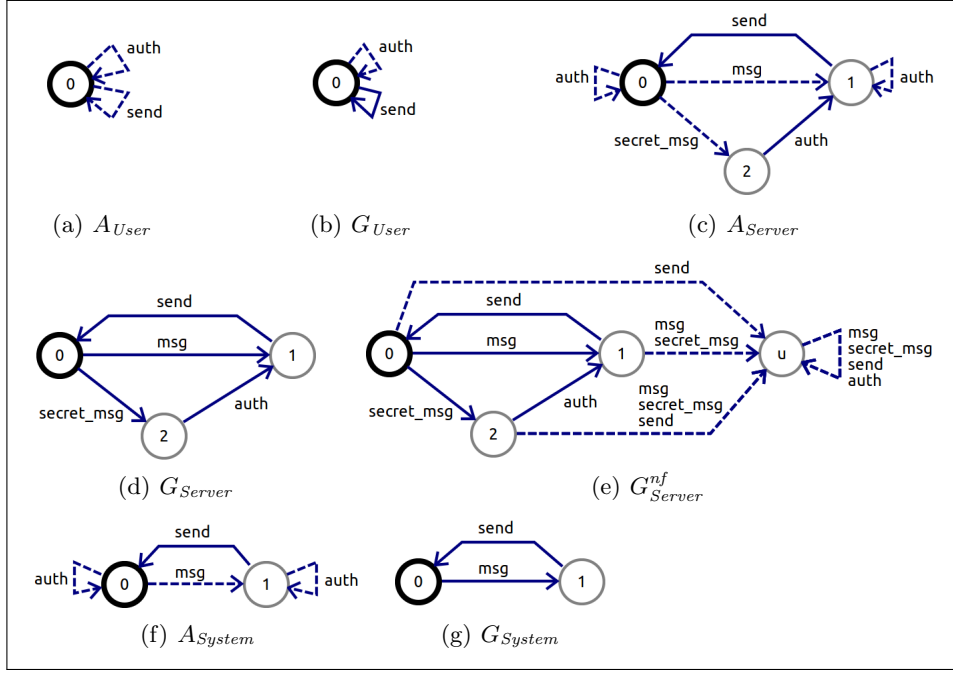 auth
0
send
(a) A_User
auth
0
send
(b) G_User
send
auth
0
msg
1
auth
secret_msg
auth
2
(c) A_Server
send
0
msg
1
secret_msg
auth
2
(d) G_Server
send
send
0
msg
1
msg
secret_msg
u
msg
secret_msg
send
auth
secret_msg
auth
msg
secret_msg
send
2
(e) G^nf_Server
send
auth
0
msg
1
auth
(f) A_System
send
0
msg
1
(g) G_System